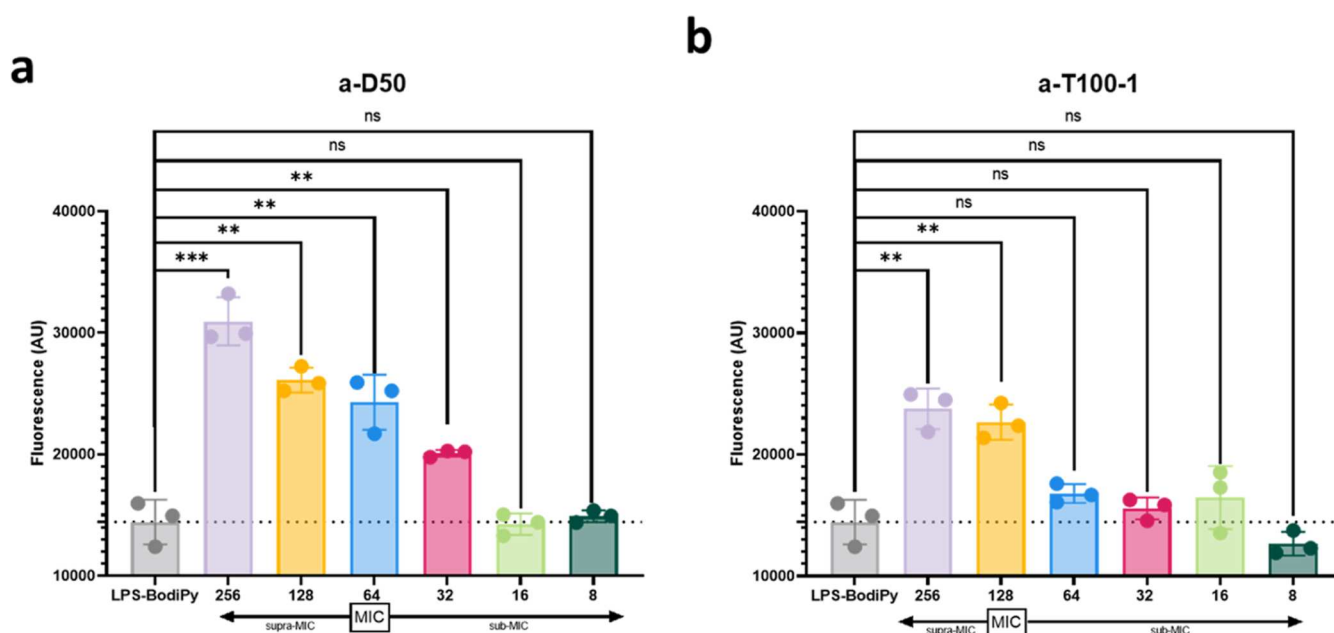 a
a-D50
ns
ns
**
**
**
***
40000
30000
20000
10000
Fluorescence (AU)
LPS-BodiPy 256 128 64 32 16 8
supra-MIC MIC sub-MIC
b
a-T100-1
ns
ns
ns
ns
**
**
40000
30000
20000
10000
Fluorescence (AU)
LPS-BodiPy 256 128 64 32 16 8
supra-MIC MIC sub-MIC